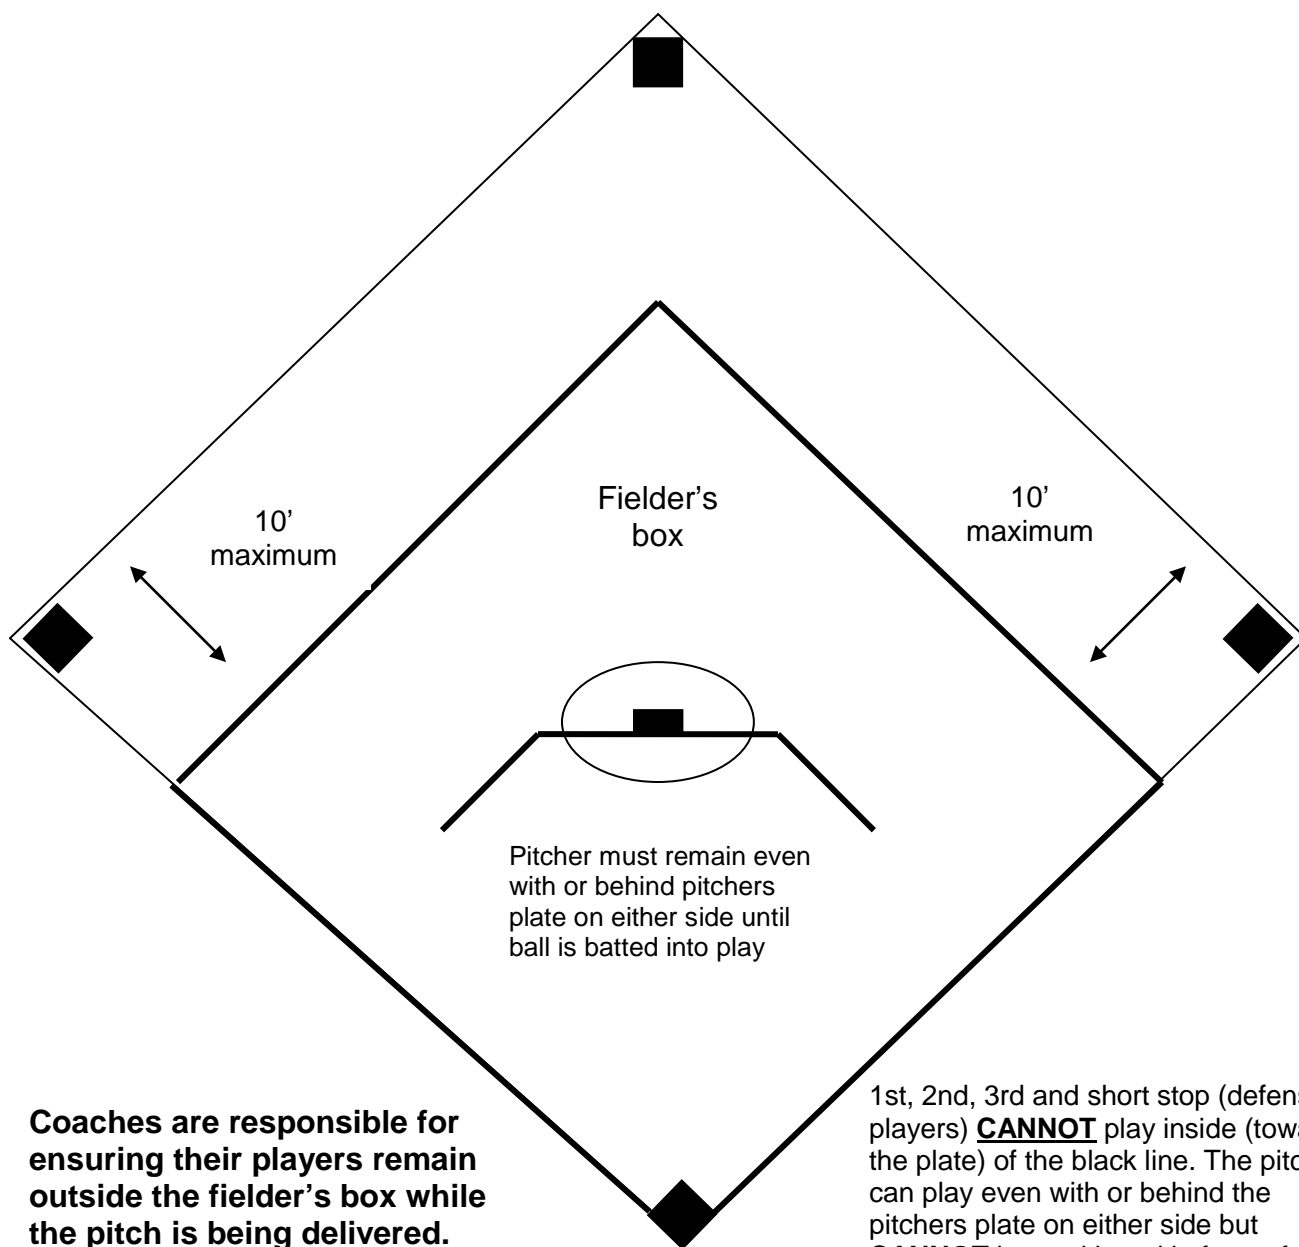 10’
maximum
Fielder’s
box
10’
maximum
Pitcher must remain even
with or behind pitchers
plate on either side until
ball is batted into play
Coaches are responsible for
ensuring their players remain
outside the fielder’s box while
the pitch is being delivered.
1st, 2nd, 3rd and short stop
players) CANNOT play inside
the plate) of the black line. The
can play even with or behind the
pitchers plate on either side but